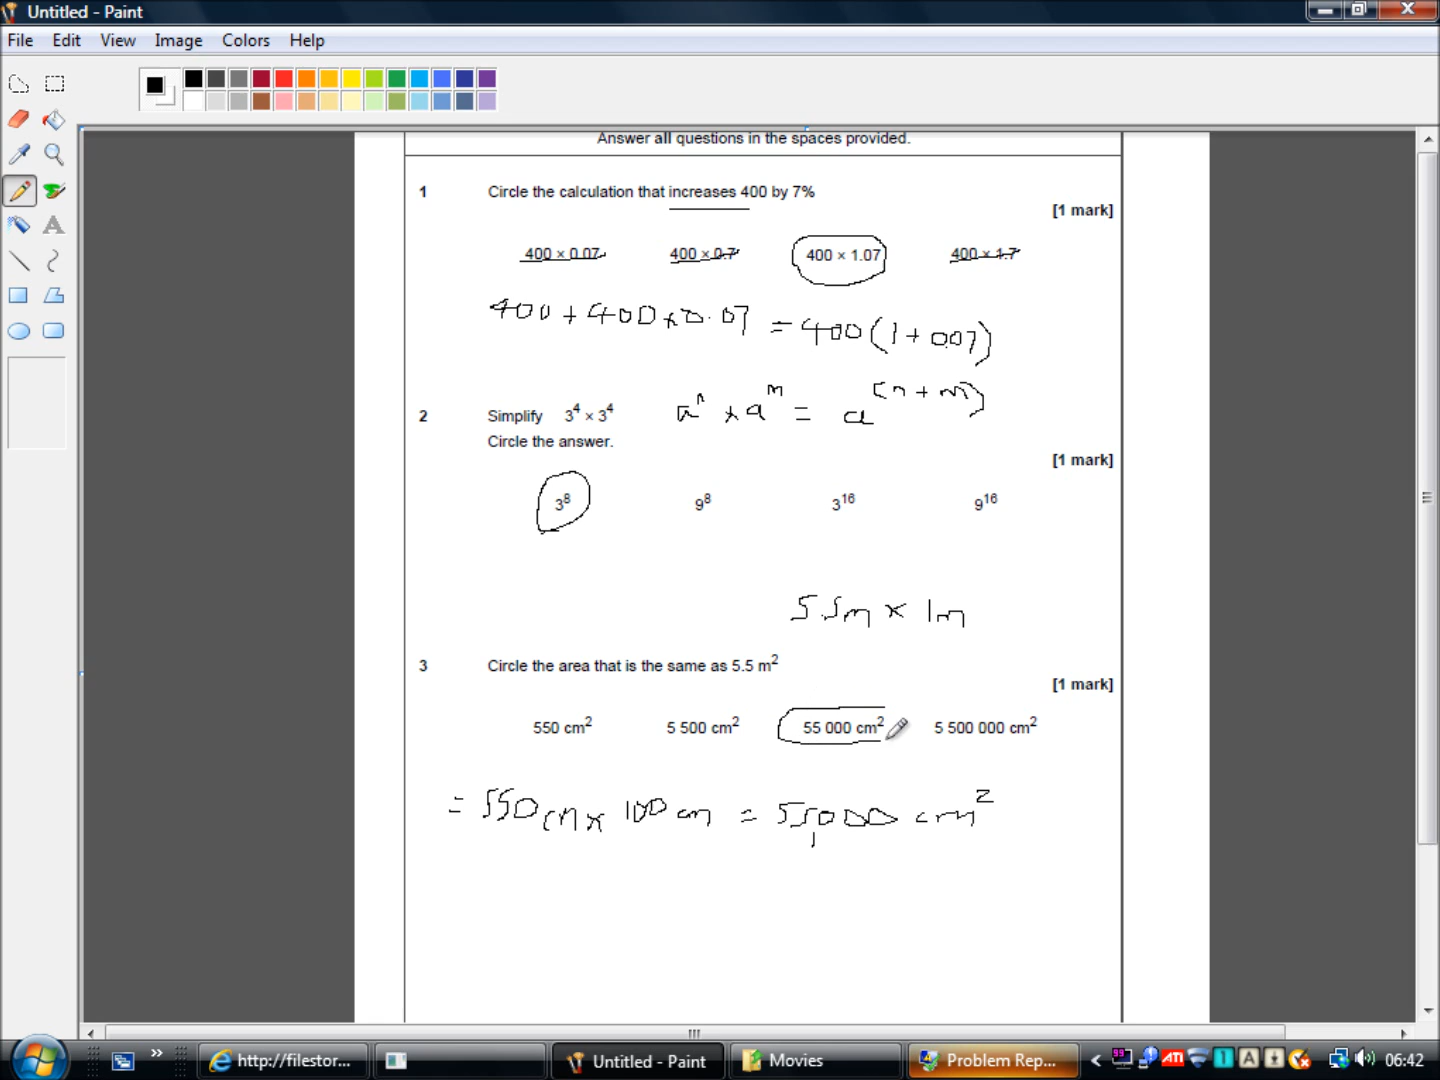 Untitled - Paint
File Edit View Image Colors Help
Answer all questions in the spaces provided.
1 Circle the calculation that increases 400 by 7%
[1 mark]
400 × 0.07 400 × 0.7 400 × 1.07 400 × 1.7
400 + 400 × 0.07 = 400 (1 + 0.07)
aⁿ × aᵐ = a⁽ⁿ⁺ᵐ⁾
2 Simplify 3⁴ × 3⁴
Circle the answer.
[1 mark]
3⁸ 9⁸ 3¹⁶ 9¹⁶
5.5m × 1m
3 Circle the area that is the same as 5.5 m²
[1 mark]
550 cm² 5 500 cm² 55 000 cm² 5 500 000 cm²
= 550cm × 100cm = 55,000 cm²
http://filestor... Untitled - Paint Movies Problem Rep... 06:42